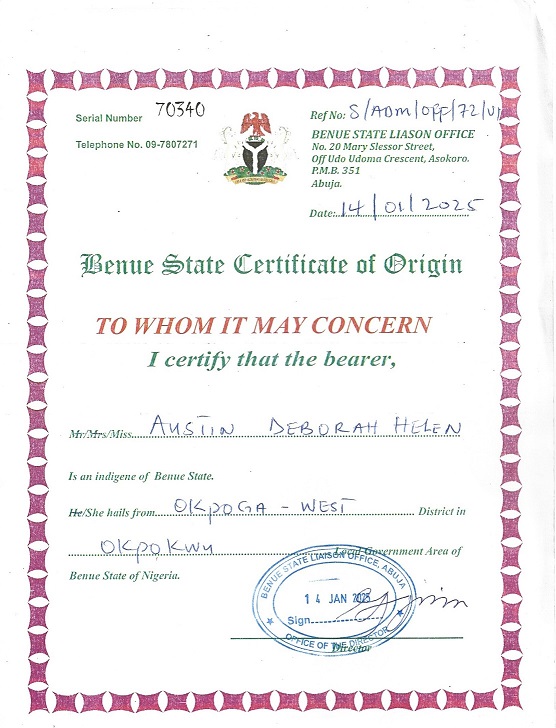 Serial Number 70340
Telephone No. 09-7807271
Ref No: S/ADM/OFF/72/VI
BENUE STATE LIASON OFFICE
No. 20 Mary Slessor Street,
Off Udo Udoma Crescent, Asokoro.
P.M.B. 351
Abuja.
Date: 14/01/2025
Benue State Certificate of Origin
TO WHOM IT MAY CONCERN
I certify that the bearer,
Mr/Mrs/Miss AUSTIN DEBORAH HELEN
Is an indigene of Benue State.
He/She hails from OKPOGA - WEST District in
OKPOKWU Local Government Area of
Benue State of Nigeria.
BENUE STATE LIAISON OFFICE, ABUJA
14 JAN 2025
Sign
OFFICE OF THE DIRECTOR
Director